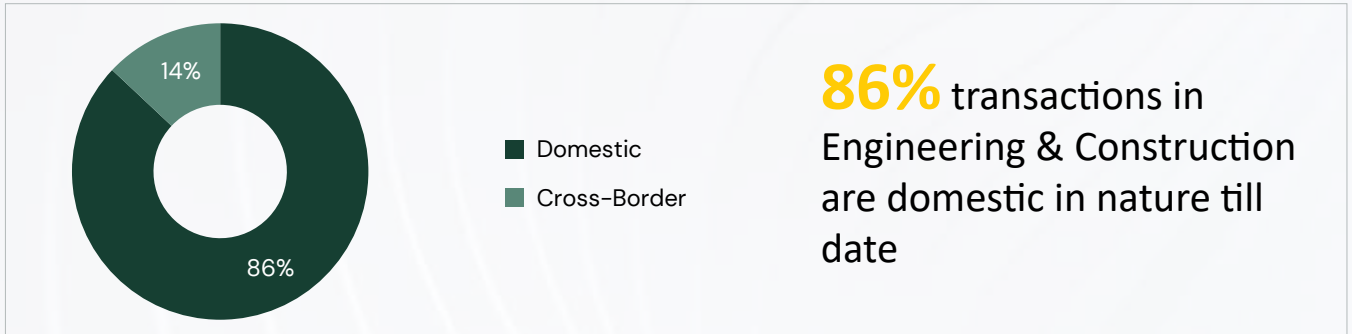 14%
86%
Domestic
Cross-Border
86% transactions in
Engineering & Construction
are domestic in nature till
date